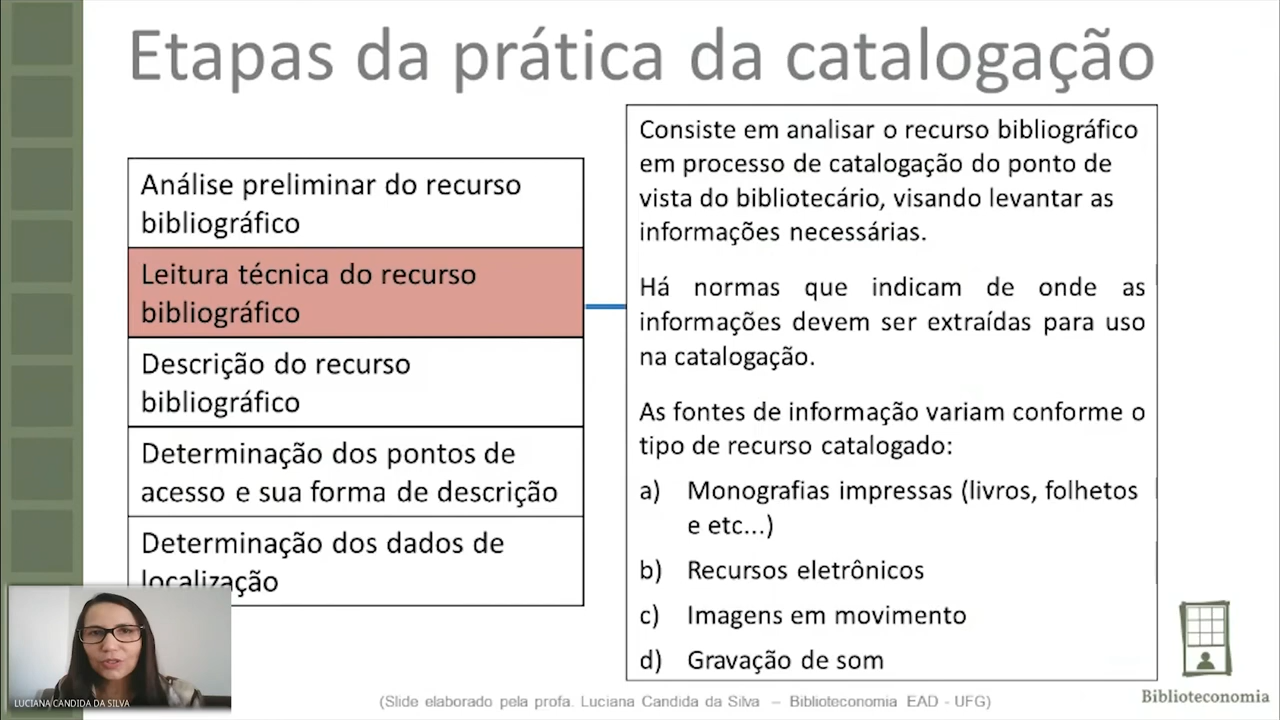 Etapas da prática da catalogação
Análise preliminar do recurso
bibliográfico
Leitura técnica do recurso
bibliográfico
Descrição do recurso
bibliográfico
Determinação dos pontos de
acesso e sua forma de descrição
Determinação dos dados de
localização
Consiste em analisar o recurso bibliográfico
em processo de catalogação do ponto de
vista do bibliotecário, visando levantar as
informações necessárias.
Há normas que indicam de onde as
informações devem ser extraídas para uso
na catalogação.
As fontes de informação variam conforme o
tipo de recurso catalogado:
a) Monografias impressas (livros, folhetos
e etc...)
b) Recursos eletrônicos
c) Imagens em movimento
d) Gravação de som
LUCIANA CANDIDA DA SILVA
(Slide elaborado pela profa. Luciana Candida da Silva – Biblioteconomia EAD - UFG)
Biblioteconomia